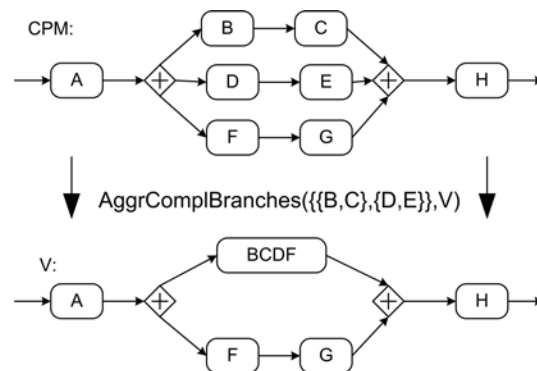 CPM:
B C
A D E H
F G
AggrComplBranches({{B,C},{D,E}},V)
V:
BCDF
A H
F G